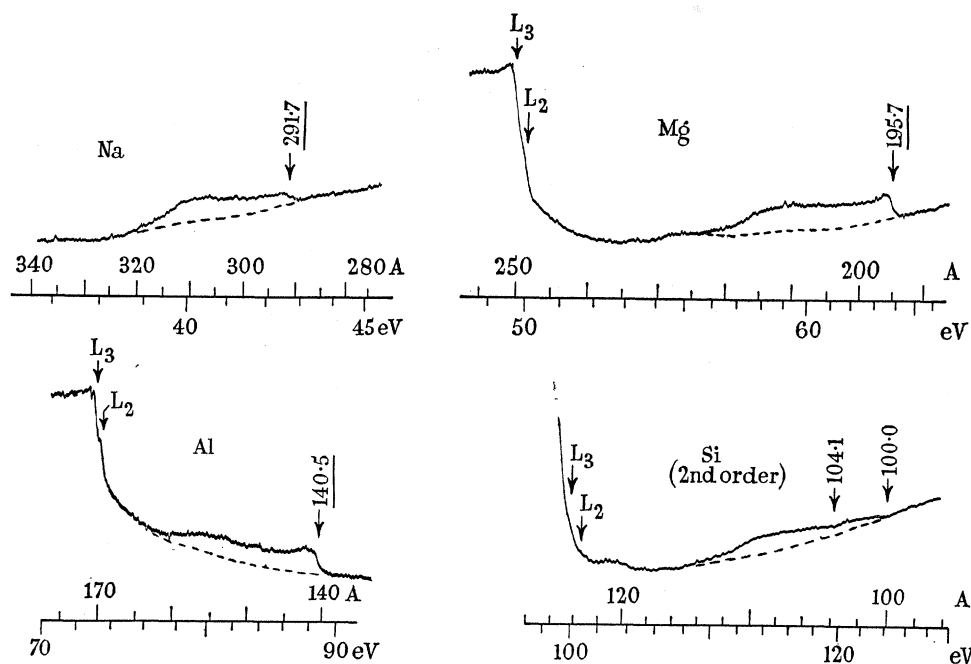 Na
291·7
340 320 300 280 A
40 45 eV
L3
L2
Mg
195·7
250 200 A
50 60 eV
L3
L2
Al
140·5
170 140 A
70 90 eV
L3
L2
Si
(2nd order)
104·1
100·0
120 100 A
100 120 eV